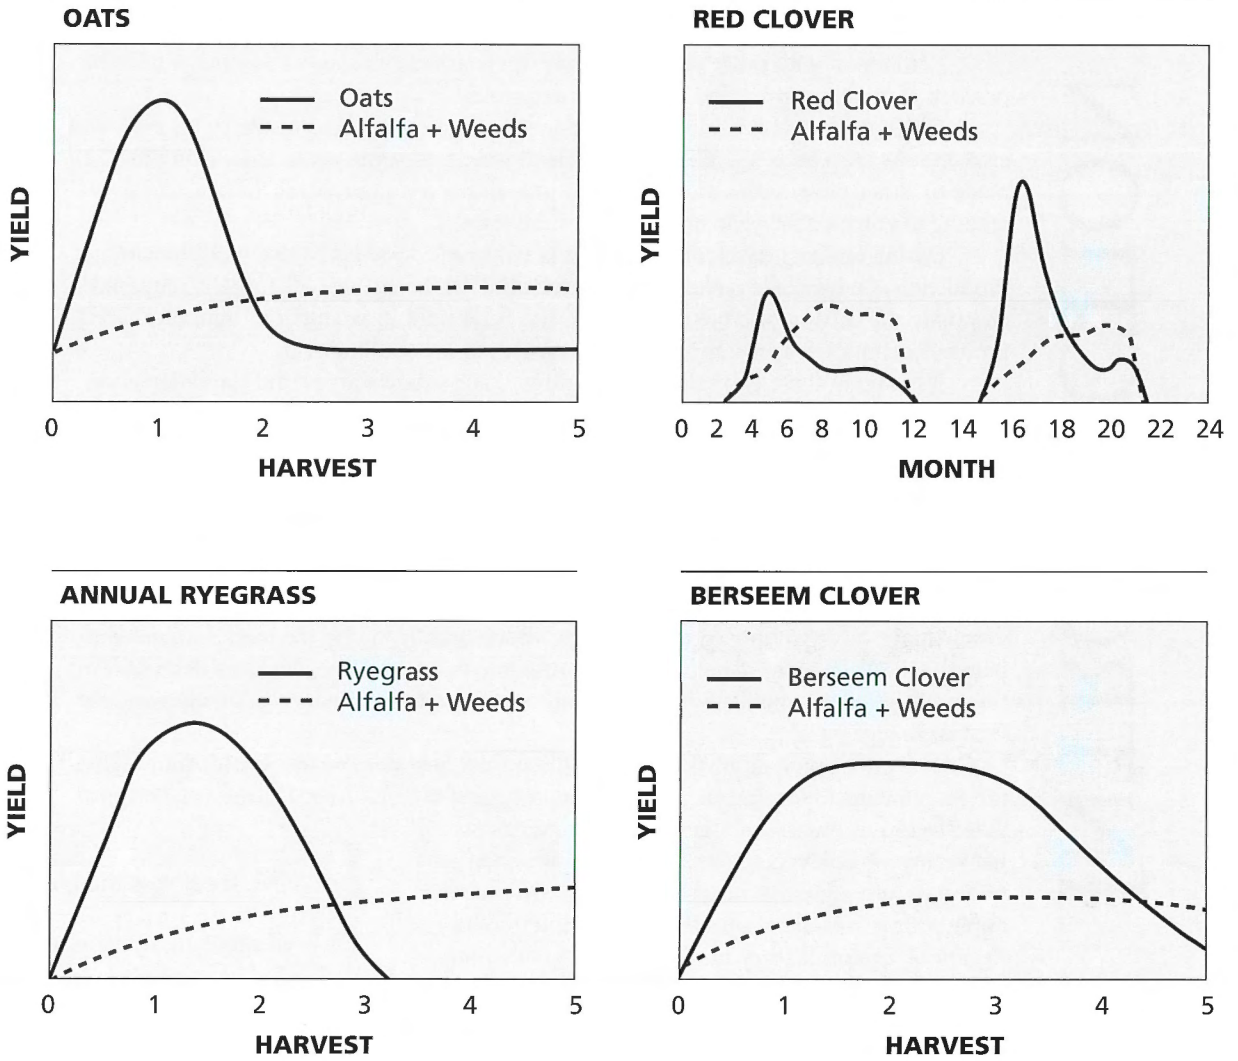 OATS
Oats
Alfalfa + Weeds
YIELD
0 1 2 3 4 5
HARVEST
RED CLOVER
Red Clover
Alfalfa + Weeds
YIELD
0 2 4 6 8 10 12 14 16 18 20 22 24
MONTH
ANNUAL RYEGRASS
Ryegrass
Alfalfa + Weeds
YIELD
0 1 2 3 4 5
HARVEST
BERSEEM CLOVER
Berseem Clover
Alfalfa + Weeds
YIELD
0 1 2 3 4 5
HARVEST